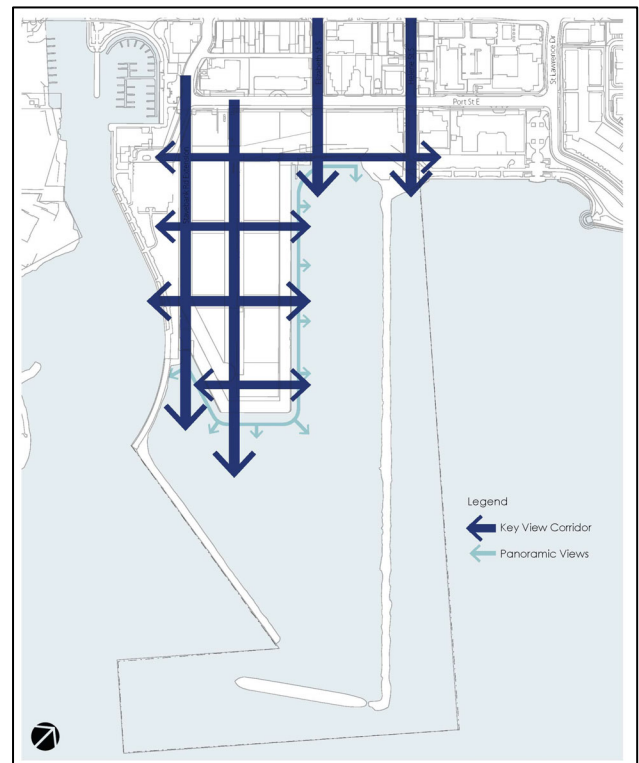 St Lawrence Dr
Port St E
Legend
Key View Corridor
Panoramic Views